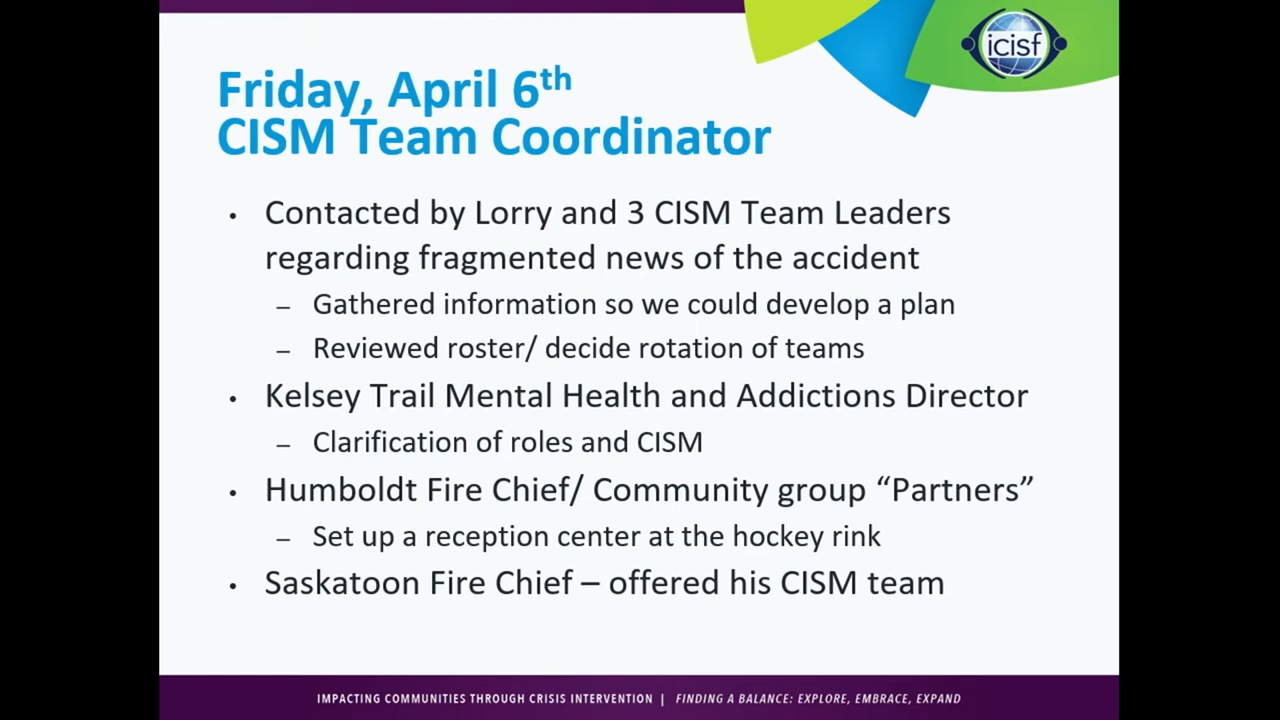 icisf
Friday, April 6th
CISM Team Coordinator
• Contacted by Lorry and 3 CISM Team Leaders
regarding fragmented news of the accident
– Gathered information so we could develop a plan
– Reviewed roster/ decide rotation of teams
• Kelsey Trail Mental Health and Addictions Director
– Clarification of roles and CISM
• Humboldt Fire Chief/ Community group “Partners”
– Set up a reception center at the hockey rink
• Saskatoon Fire Chief – offered his CISM team
IMPACTING COMMUNITIES THROUGH CRISIS INTERVENTION | FINDING A BALANCE: EXPLORE, EMBRACE, EXPAND